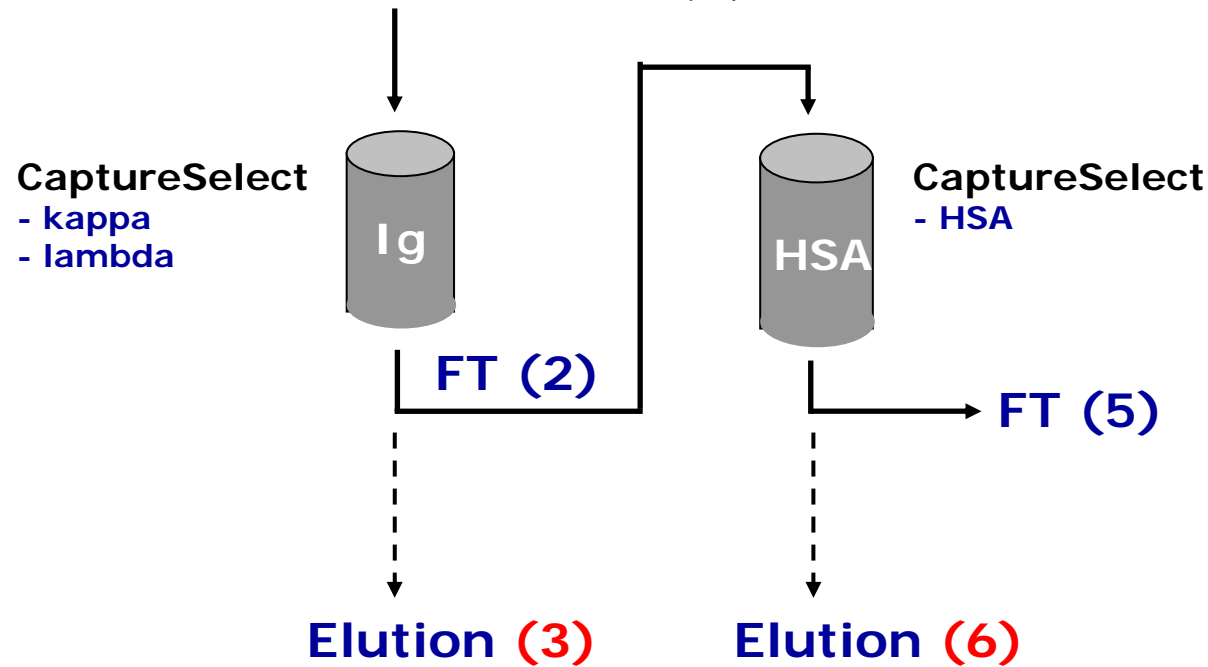 CaptureSelect
- kappa
- lambda
Ig
CaptureSelect
- HSA
HSA
FT (2)
FT (5)
Elution (3)
Elution (6)